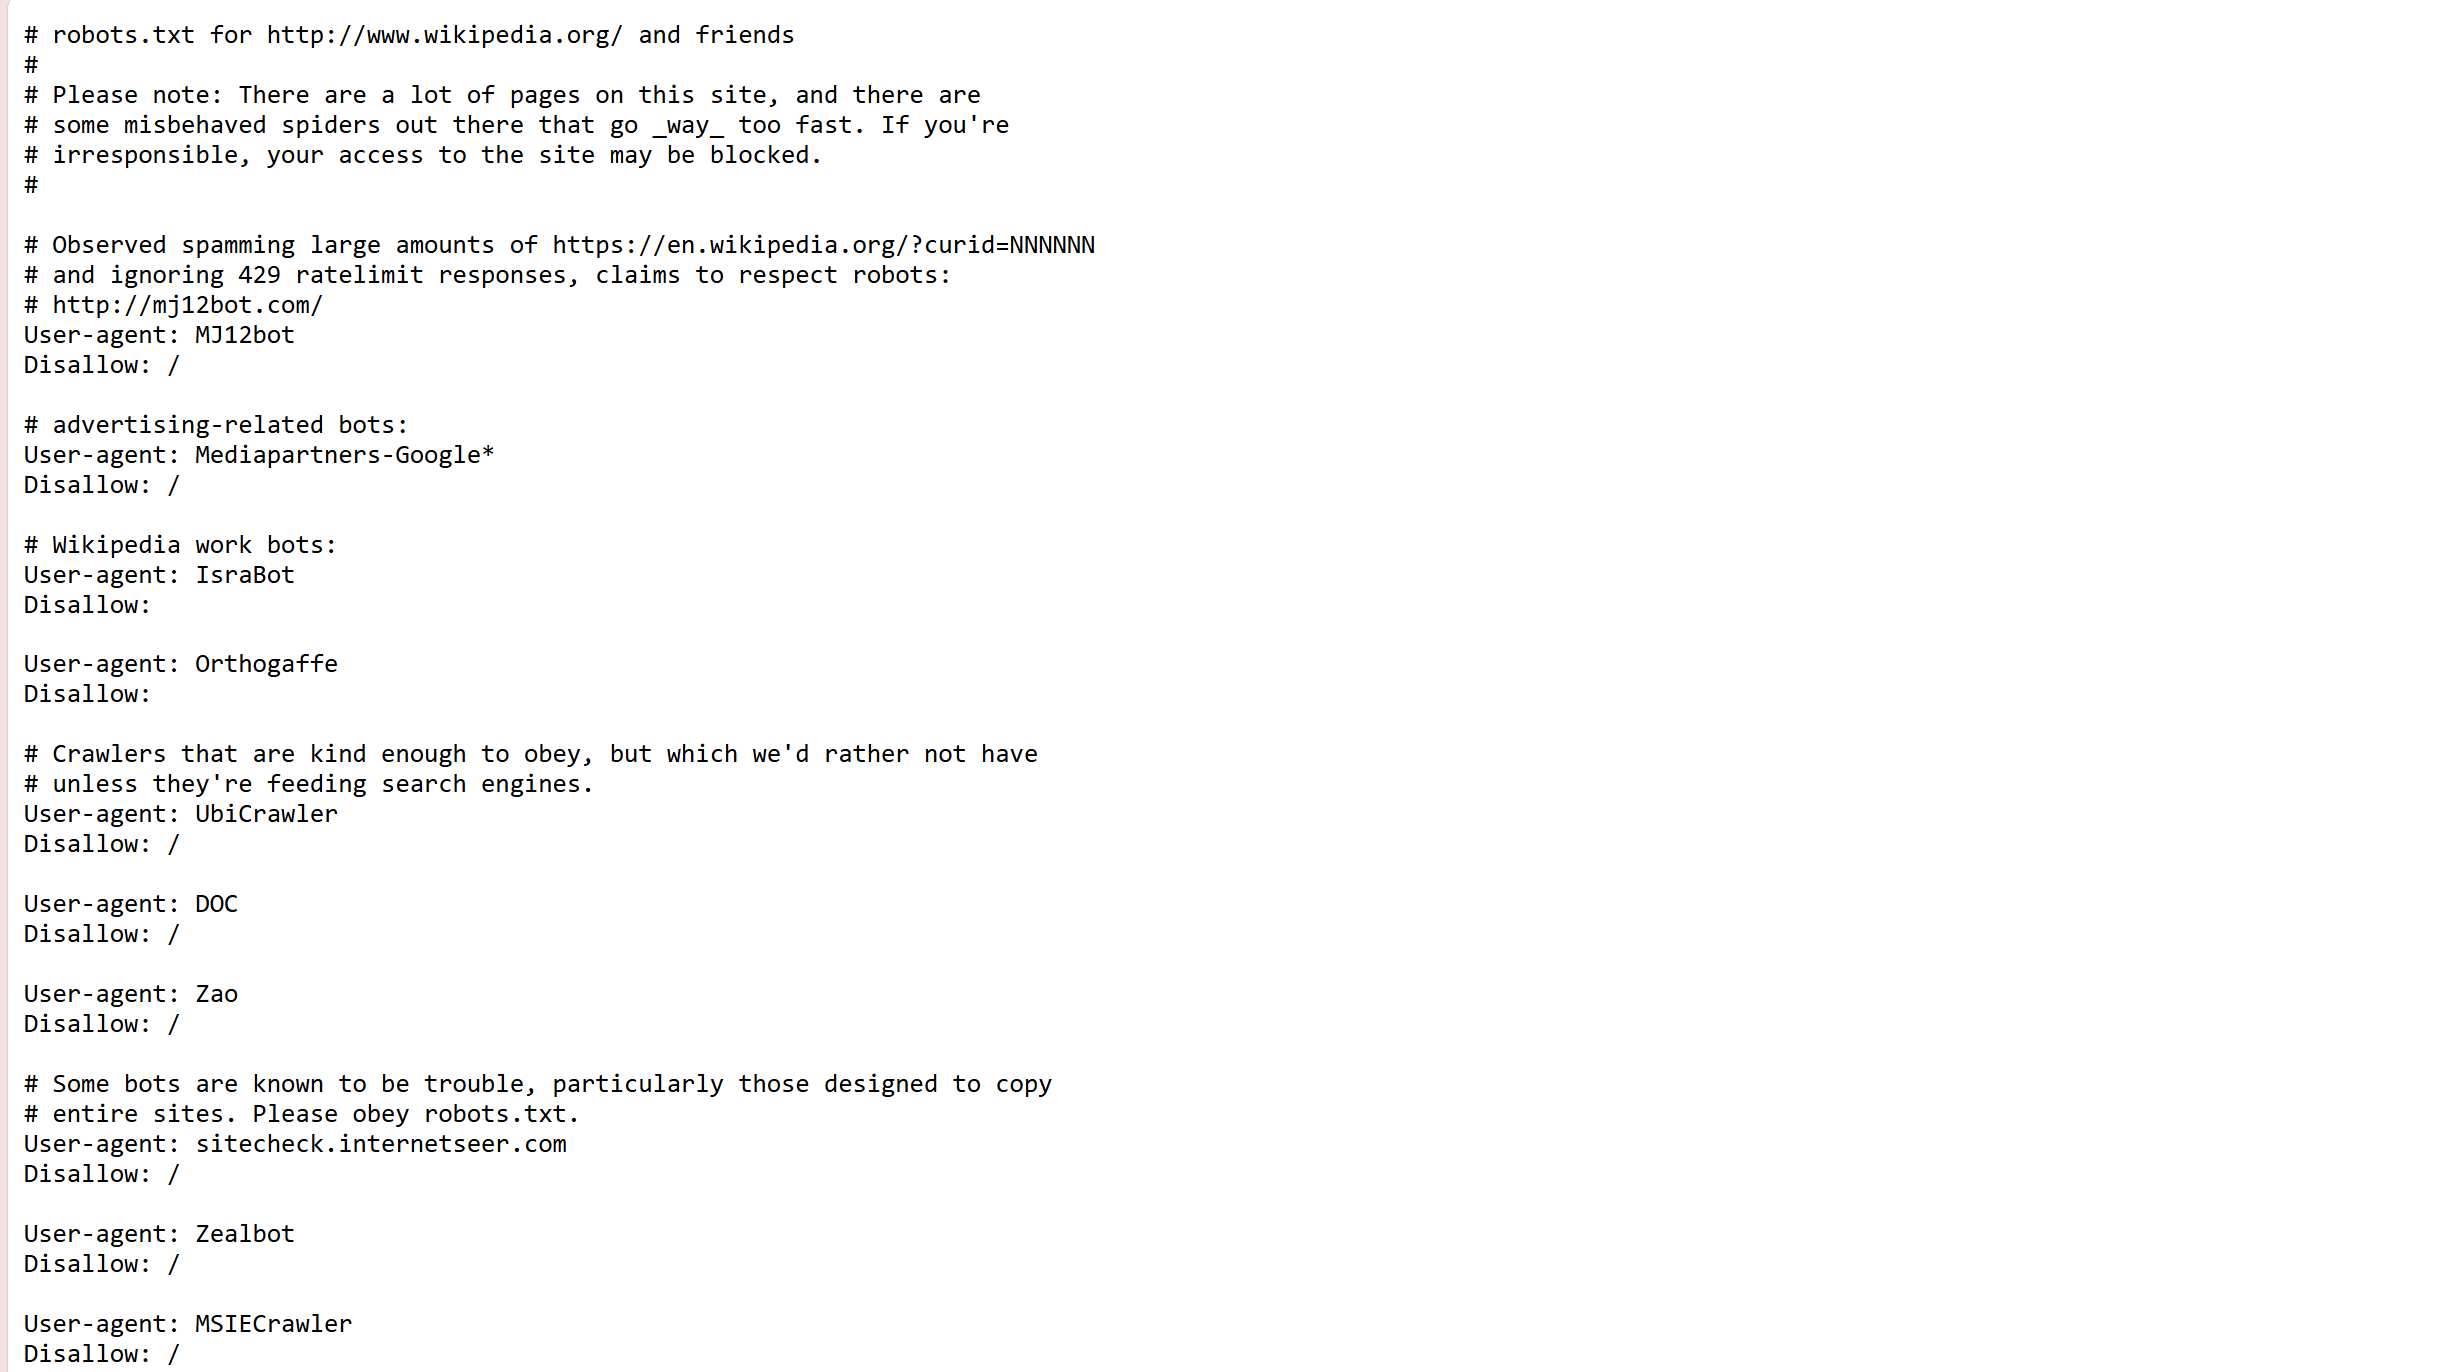 # robots.txt for http://www.wikipedia.org/ and friends
#
# Please note: There are a lot of pages on this site, and there are
# some misbehaved spiders out there that go _way_ too fast. If you're
# irresponsible, your access to the site may be blocked.
#

# Observed spamming large amounts of https://en.wikipedia.org/?curid=NNNNNN
# and ignoring 429 ratelimit responses, claims to respect robots:
# http://mj12bot.com/
User-agent: MJ12bot
Disallow: /

# advertising-related bots:
User-agent: Mediapartners-Google*
Disallow: /

# Wikipedia work bots:
User-agent: IsraBot
Disallow:

User-agent: Orthogaffe
Disallow:

# Crawlers that are kind enough to obey, but which we'd rather not have
# unless they're feeding search engines.
User-agent: UbiCrawler
Disallow: /

User-agent: DOC
Disallow: /

User-agent: Zao
Disallow: /

# Some bots are known to be trouble, particularly those designed to copy
# entire sites. Please obey robots.txt.
User-agent: sitecheck.internetseer.com
Disallow: /

User-agent: Zealbot
Disallow: /

User-agent: MSIECrawler
Disallow: /